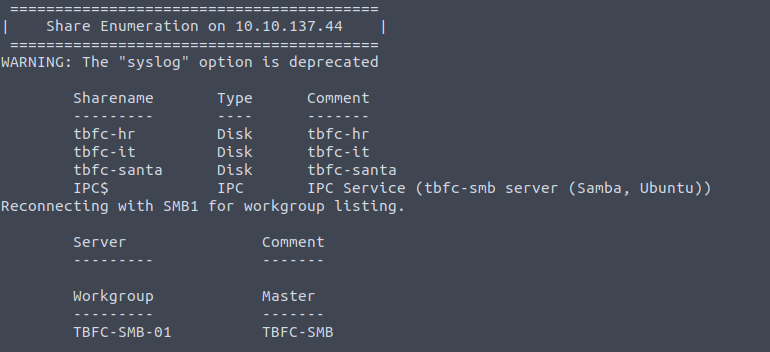 =========================================
| Share Enumeration on 10.10.137.44 |
=========================================
WARNING: The "syslog" option is deprecated
Sharename Type Comment
--------- ---- -------
tbfc-hr Disk tbfc-hr
tbfc-it Disk tbfc-it
tbfc-santa Disk tbfc-santa
IPC$ IPC IPC Service (tbfc-smb server (Samba, Ubuntu))
Reconnecting with SMB1 for workgroup listing.
Server Comment
--------- -------
Workgroup Master
--------- -------
TBFC-SMB-01 TBFC-SMB